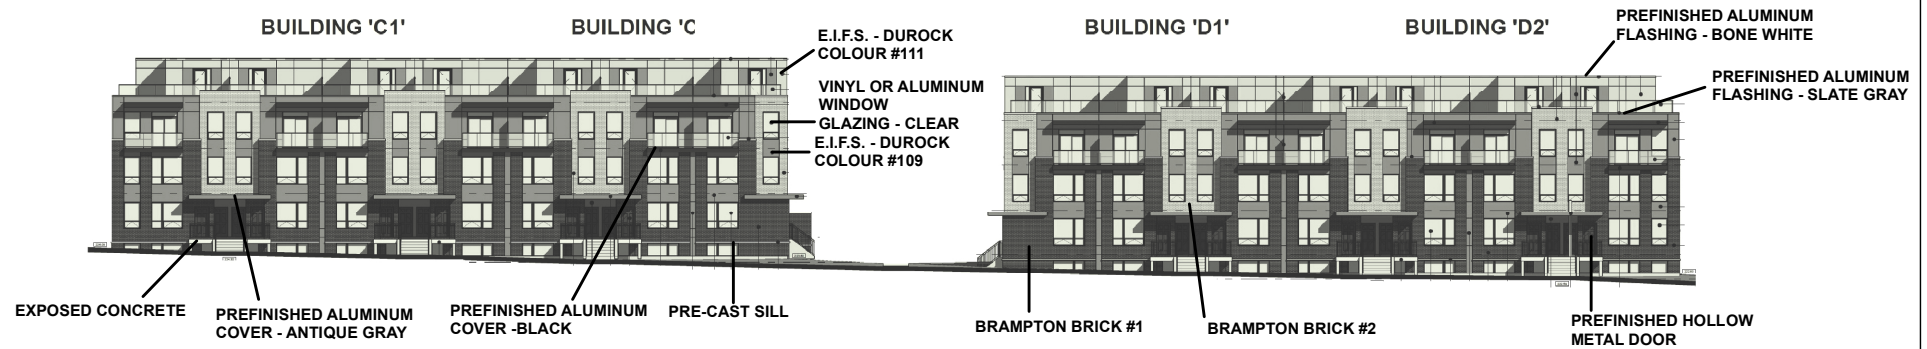 BUILDING 'C1'
BUILDING 'C
E.I.F.S. - DUROCK
COLOUR #111
VINYL OR ALUMINUM
WINDOW
GLAZING - CLEAR
E.I.F.S. - DUROCK
COLOUR #109
EXPOSED CONCRETE
PREFINISHED ALUMINUM
COVER - ANTIQUE GRAY
PREFINISHED ALUMINUM
COVER -BLACK
PRE-CAST SILL
BUILDING 'D1'
BUILDING 'D2'
PREFINISHED ALUMINUM
FLASHING - BONE WHITE
PREFINISHED ALUMINUM
FLASHING - SLATE GRAY
BRAMPTON BRICK #1
BRAMPTON BRICK #2
PREFINISHED HOLLOW
METAL DOOR